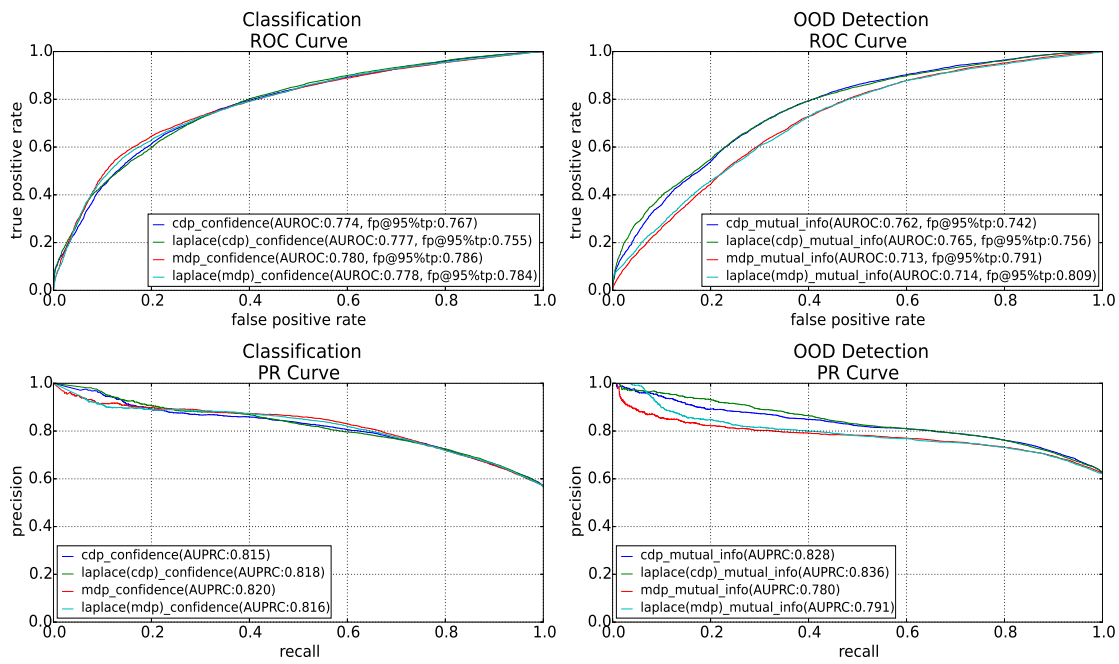 Classification
ROC Curve
true positive rate
1.0
0.8
0.6
0.4
0.2
0.0
cdp_confidence(AUROC:0.774, fp@95%tp:0.767)
laplace(cdp)_confidence(AUROC:0.777, fp@95%tp:0.755)
mdp_confidence(AUROC:0.780, fp@95%tp:0.786)
laplace(mdp)_confidence(AUROC:0.778, fp@95%tp:0.784)
0.0 0.2 0.4 0.6 0.8 1.0
false positive rate
OOD Detection
ROC Curve
true positive rate
1.0
0.8
0.6
0.4
0.2
0.0
cdp_mutual_info(AUROC:0.762, fp@95%tp:0.742)
laplace(cdp)_mutual_info(AUROC:0.765, fp@95%tp:0.756)
mdp_mutual_info(AUROC:0.713, fp@95%tp:0.791)
laplace(mdp)_mutual_info(AUROC:0.714, fp@95%tp:0.809)
0.0 0.2 0.4 0.6 0.8 1.0
false positive rate
Classification
PR Curve
precision
1.0
0.8
0.6
0.4
0.2
0.0
cdp_confidence(AUPRC:0.815)
laplace(cdp)_confidence(AUPRC:0.818)
mdp_confidence(AUPRC:0.820)
laplace(mdp)_confidence(AUPRC:0.816)
0.0 0.2 0.4 0.6 0.8 1.0
recall
OOD Detection
PR Curve
precision
1.0
0.8
0.6
0.4
0.2
0.0
cdp_mutual_info(AUPRC:0.828)
laplace(cdp)_mutual_info(AUPRC:0.836)
mdp_mutual_info(AUPRC:0.780)
laplace(mdp)_mutual_info(AUPRC:0.791)
0.0 0.2 0.4 0.6 0.8 1.0
recall